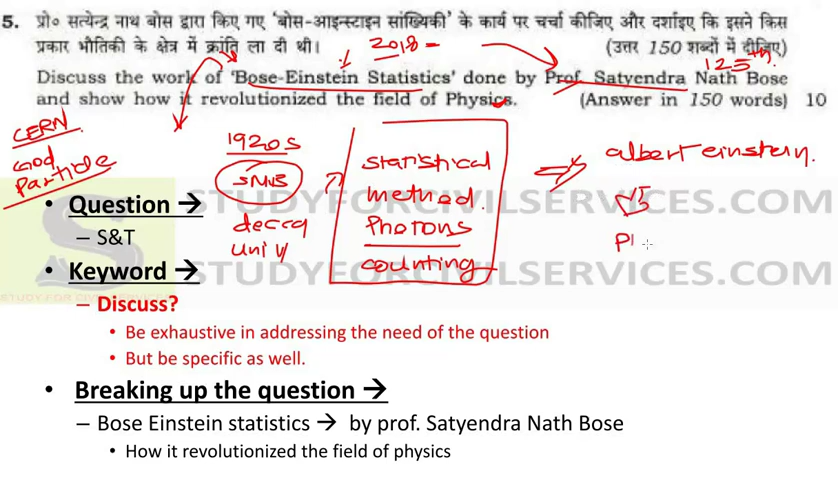 5. प्रो० सत्येन्द्र नाथ बोस द्वारा किए गए 'बोस-आइन्स्टाइन सांख्यिकी' के कार्य पर चर्चा कीजिए और दर्शाइए कि इसने किस
प्रकार भौतिकी के क्षेत्र में क्रांति ला दी थी। (उत्तर 150 शब्दों में दीजिए)
2018 -
125th.
Discuss the work of 'Bose-Einstein Statistics' done by Prof. Satyendra Nath Bose
and show how it revolutionized the field of Physics. (Answer in 150 words) 10
CERN
God
Particle
1920s
SNB
decca
univ
statistical
method.
Photons
counting
albert einstein.
STUDYFORCIVILSERVICES.COM
• Question →
– S&T
• Keyword →
STUDYFORCIVILSERVICES.COM
– Discuss?
• Be exhaustive in addressing the need of the question
• But be specific as well.
• Breaking up the question →
– Bose Einstein statistics → by prof. Satyendra Nath Bose
• How it revolutionized the field of physics